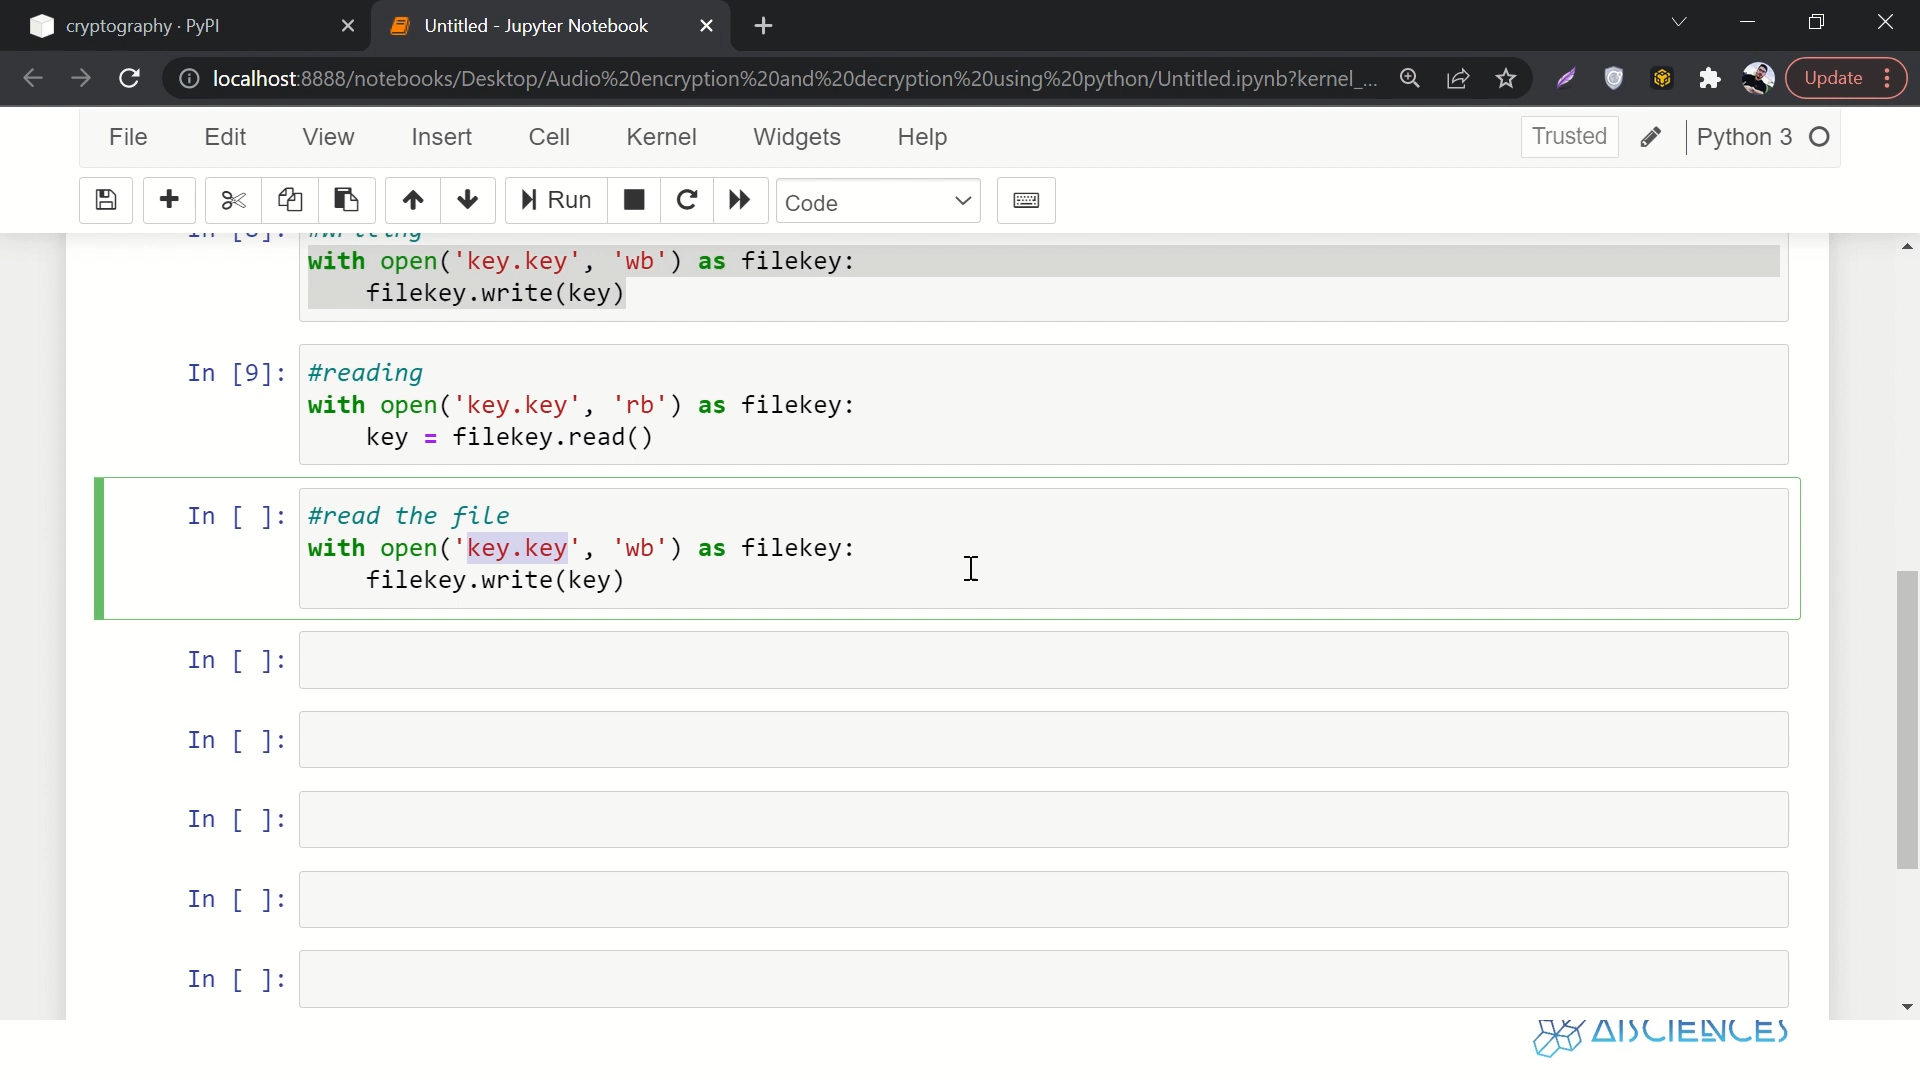 cryptography · PyPI
Untitled - Jupyter Notebook
localhost:8888/notebooks/Desktop/Audio%20encryption%20and%20decryption%20using%20python/Untitled.ipynb?kernel_...
Update
File Edit View Insert Cell Kernel Widgets Help
Trusted
Python 3
Run
Code
#writing
with open('key.key', 'wb') as filekey:
filekey.write(key)
In [9]: #reading
with open('key.key', 'rb') as filekey:
key = filekey.read()
In [ ]: #read the file
with open('key.key', 'wb') as filekey:
filekey.write(key)
In [ ]:
In [ ]:
In [ ]:
In [ ]:
In [ ]:
AISCIENCES